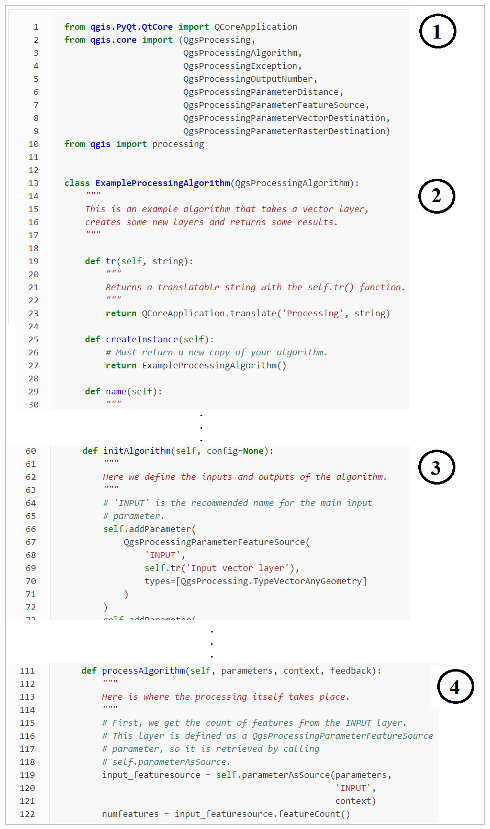 1 from qgis.PyQt.QtCore import QCoreApplication
2 from qgis.core import (QgsProcessing,
3 QgsProcessingAlgorithm,
4 QgsProcessingException,
5 QgsProcessingOutputNumber,
6 QgsProcessingParameterDistance,
7 QgsProcessingParameterFeatureSource,
8 QgsProcessingParameterVectorDestination,
9 QgsProcessingParameterRasterDestination)
10 from qgis import processing
11
12
13 class ExampleProcessingAlgorithm(QgsProcessingAlgorithm):
14 """
15 This is an example algorithm that takes a vector layer,
16 creates some new layers and returns some results.
17 """
18
19 def tr(self, string):
20 """
21 Returns a translatable string with the self.tr() function.
22 """
23 return QCoreApplication.translate('Processing', string)
24
25 def createInstance(self):
26 # Must return a new copy of your algorithm.
27 return ExampleProcessingAlgorithm()
28
29 def name(self):
30 """
60 def initAlgorithm(self, config=None):
61 """
62 Here we define the inputs and outputs of the algorithm.
63 """
64 # 'INPUT' is the recommended name for the main input
65 # parameter.
66 self.addParameter(
67 QgsProcessingParameterFeatureSource(
68 'INPUT',
69 self.tr('Input vector layer'),
70 types=[QgsProcessing.TypeVectorAnyGeometry]
71 )
72 )
73 self.addParameter(
111 def processAlgorithm(self, parameters, context, feedback):
112 """
113 Here is where the processing itself takes place.
114 """
115 # First, we get the count of features from the INPUT layer.
116 # This layer is defined as a QgsProcessingParameterFeatureSource
117 # parameter, so it is retrieved by calling
118 # self.parameterAsSource.
119 input_featuresource = self.parameterAsSource(parameters,
120 'INPUT',
121 context)
122 numfeatures = input_featuresource.featureCount()
1
2
3
4